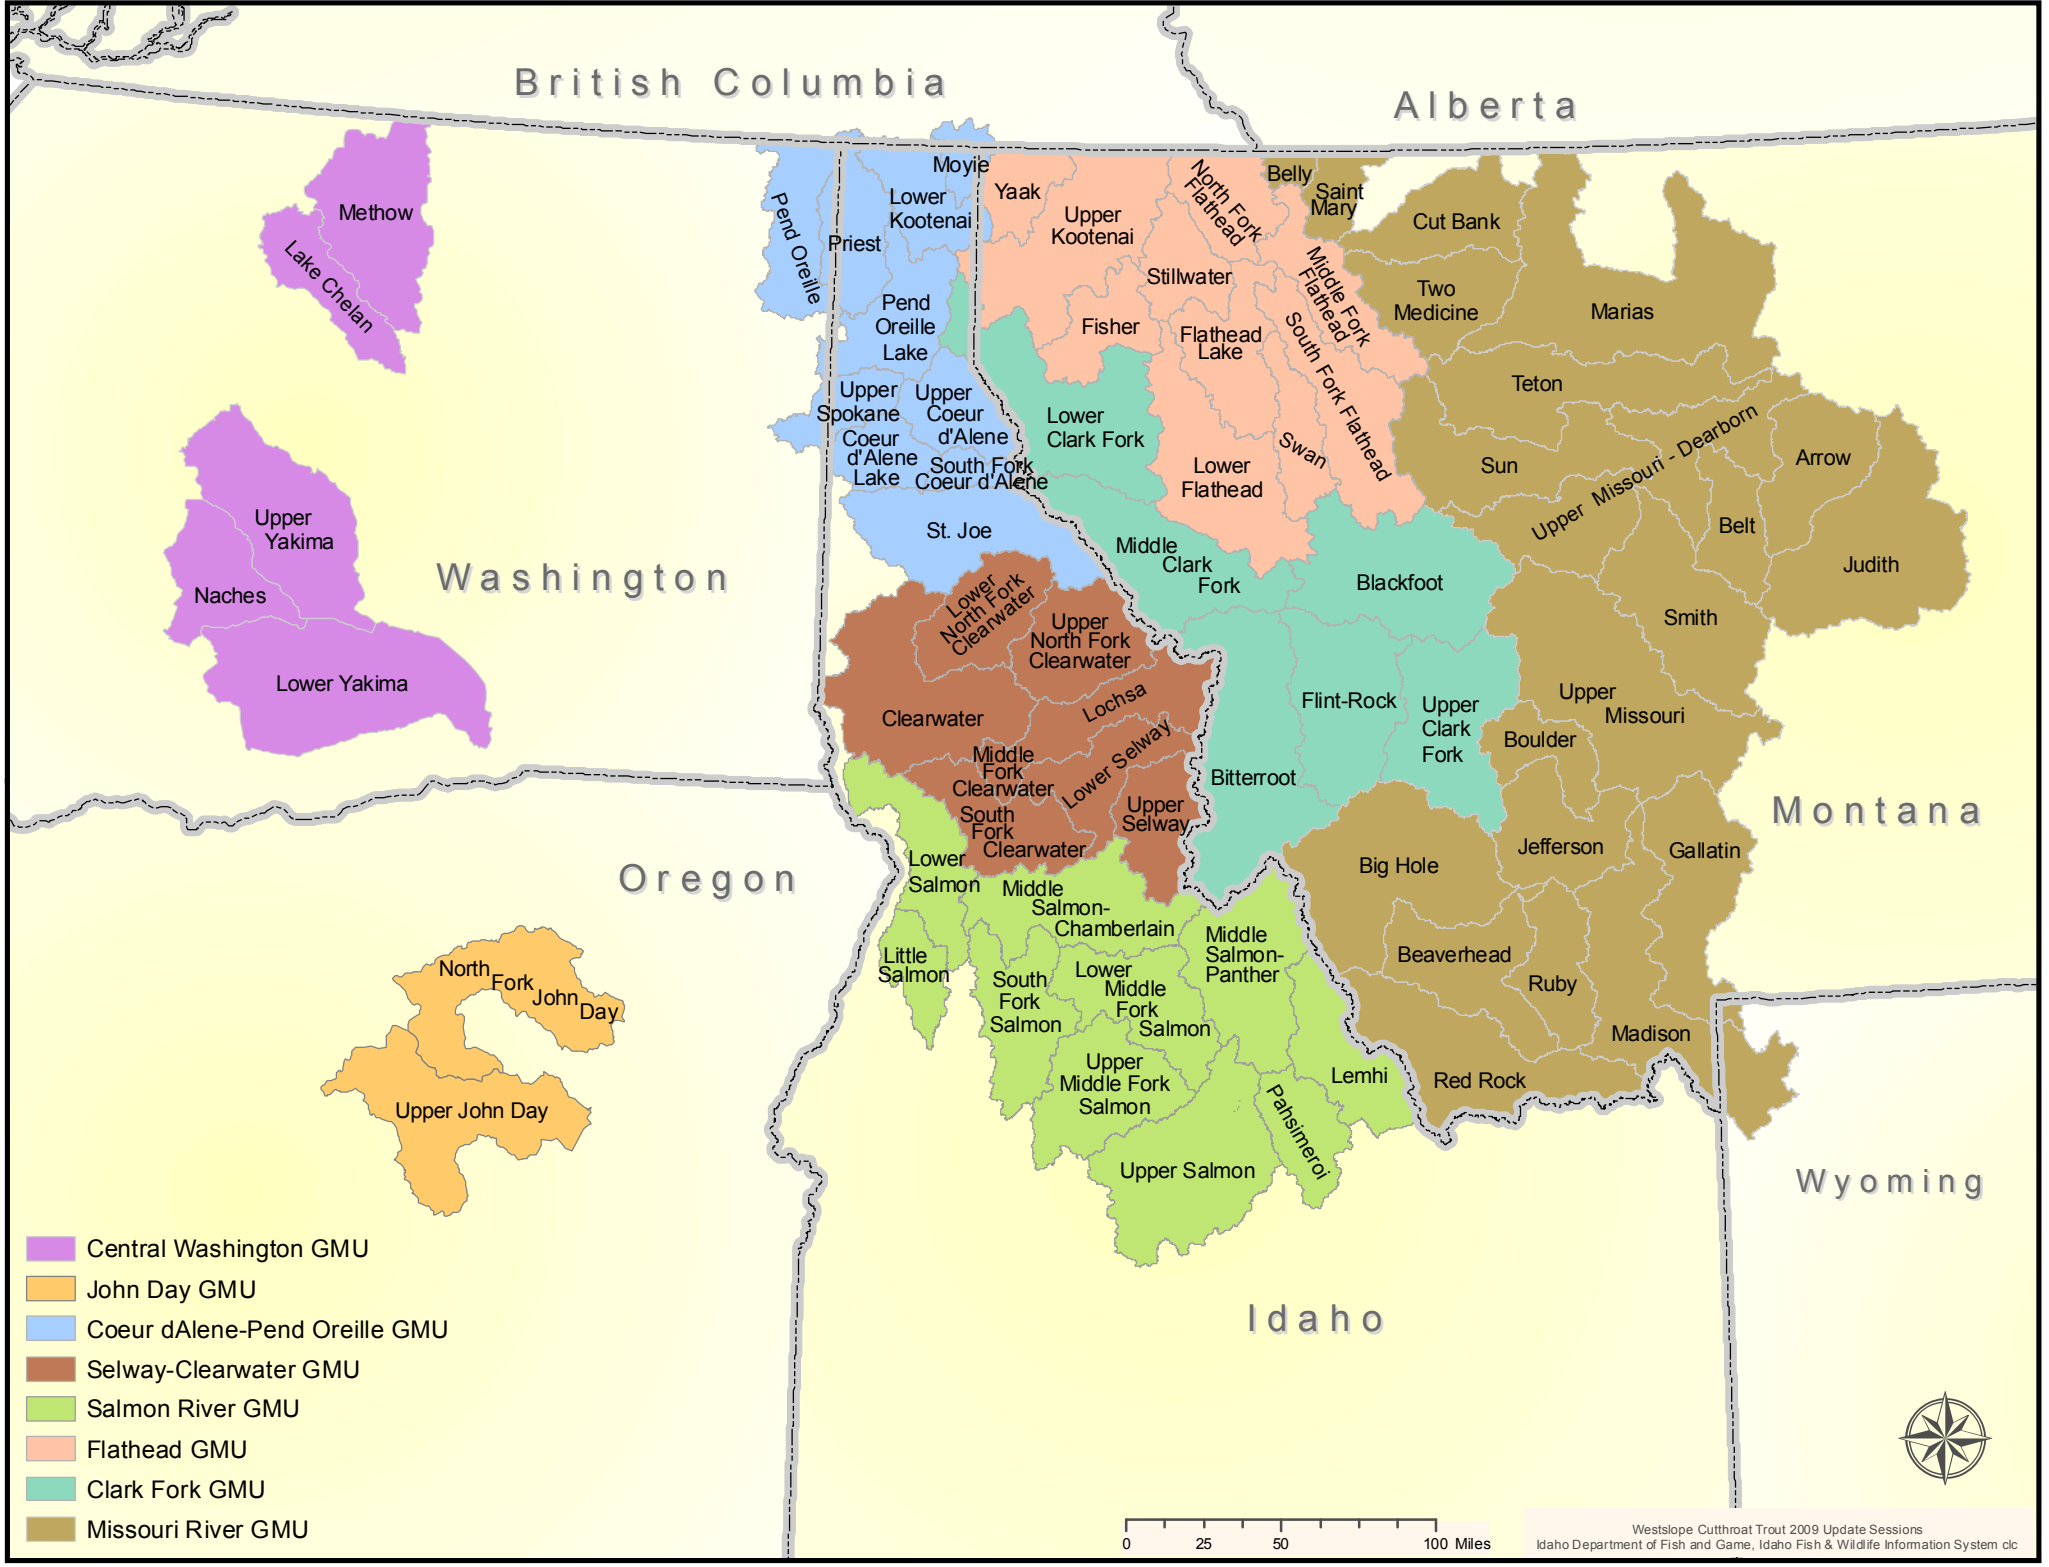 British Columbia
Alberta
Washington
Oregon
Montana
Wyoming
Idaho
Methow
Lake Chelan
Upper
Yakima
Naches
Lower Yakima
North
Fork
John
Day
Upper John Day
Pend Oreille
Priest
Moyie
Lower
Kootenai
Pend
Oreille
Lake
Upper
Spokane
Upper
Coeur
d'Alene
Coeur
d'Alene
Lake
South Fork
Coeur d'Alene
St. Joe
Lower
North Fork
Clearwater
Upper
North Fork
Clearwater
Clearwater
Lochsa
Middle
Fork
Clearwater
Lower Selway
South
Fork
Clearwater
Upper
Selway
Lower
Salmon
Little
Salmon
Middle
Salmon-
Chamberlain
South
Fork
Salmon
Lower
Middle
Fork
Salmon
Middle
Salmon-
Panther
Upper
Middle Fork
Salmon
Upper Salmon
Pahsimeroi
Lemhi
Yaak
Upper
Kootenai
North Fork
Flathead
Stillwater
Middle Fork
Flathead
Fisher
Flathead
Lake
South Fork Flathead
Lower
Flathead
Swan
Lower
Clark Fork
Middle
Clark
Fork
Blackfoot
Flint-Rock
Upper
Clark
Fork
Bitterroot
Belly
Saint
Mary
Cut Bank
Two
Medicine
Marias
Teton
Sun
Upper Missouri - Dearborn
Arrow
Belt
Judith
Smith
Upper
Missouri
Boulder
Jefferson
Gallatin
Big Hole
Beaverhead
Ruby
Madison
Red Rock
Central Washington GMU
John Day GMU
Coeur dAlene-Pend Oreille GMU
Selway-Clearwater GMU
Salmon River GMU
Flathead GMU
Clark Fork GMU
Missouri River GMU
0 25 50 100 Miles
Westslope Cutthroat Trout 2009 Update Sessions
Idaho Department of Fish and Game, Idaho Fish & Wildlife Information System clc